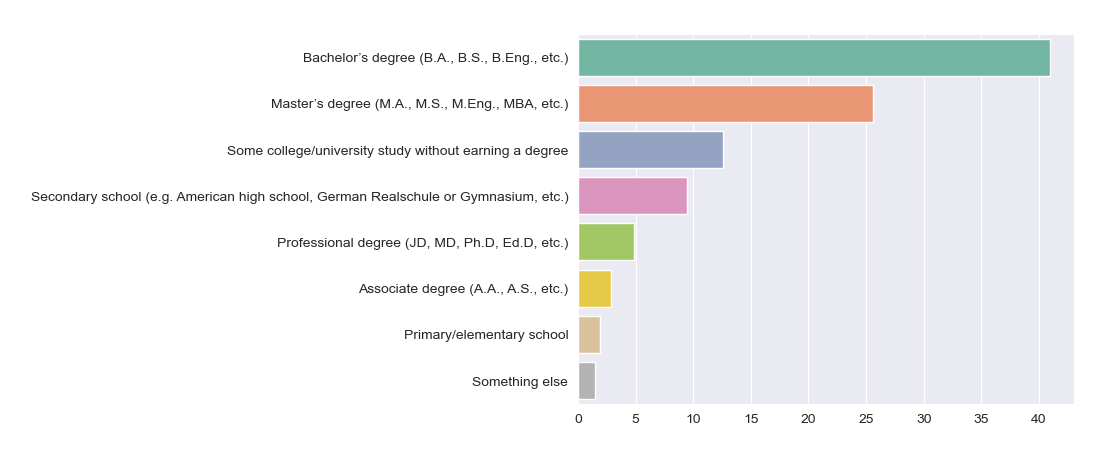 Bachelor’s degree (B.A., B.S., B.Eng., etc.)
Master’s degree (M.A., M.S., M.Eng., MBA, etc.)
Some college/university study without earning a degree
Secondary school (e.g. American high school, German Realschule or Gymnasium, etc.)
Professional degree (JD, MD, Ph.D, Ed.D, etc.)
Associate degree (A.A., A.S., etc.)
Primary/elementary school
Something else
0 5 10 15 20 25 30 35 40